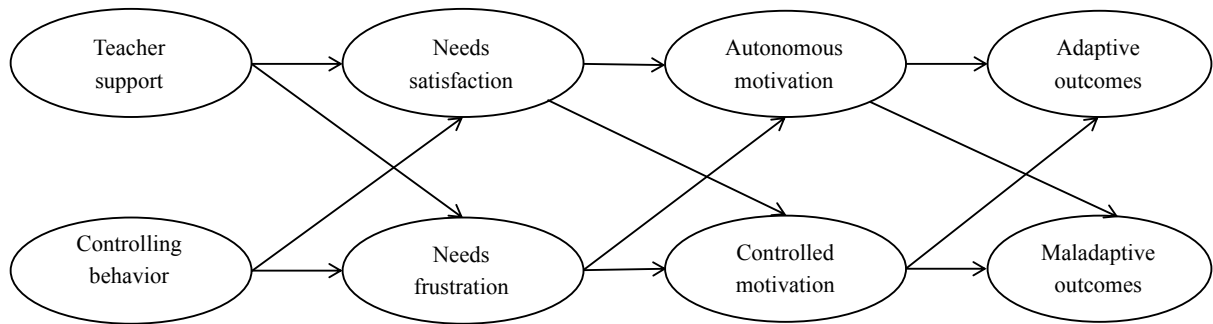 Teacher
support
Needs
satisfaction
Autonomous
motivation
Adaptive
outcomes
Controlling
behavior
Needs
frustration
Controlled
motivation
Maladaptive
outcomes